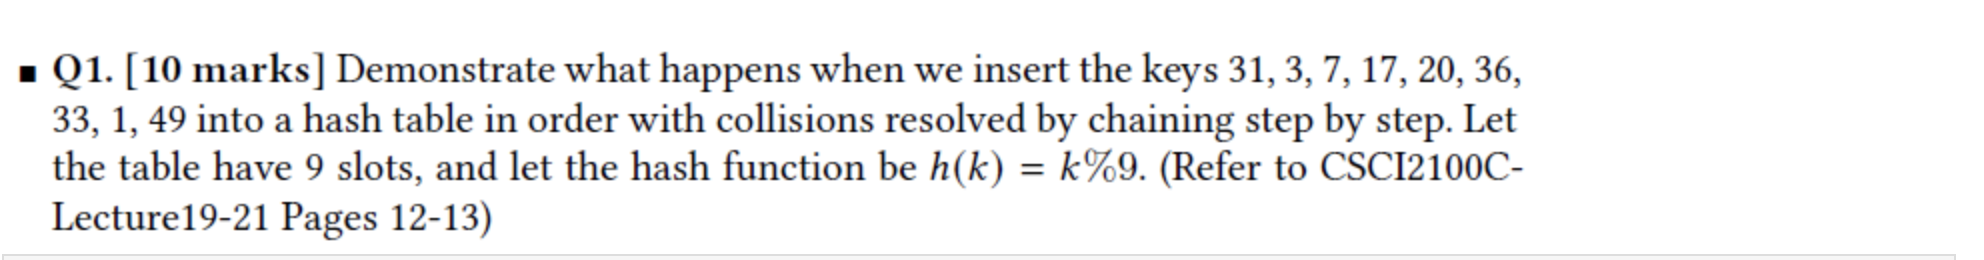 ▪ Q1. [10 marks] Demonstrate what happens when we insert the keys 31, 3, 7, 17, 20, 36,
33, 1, 49 into a hash table in order with collisions resolved by chaining step by step. Let
the table have 9 slots, and let the hash function be h(k) = k%9. (Refer to CSCI2100C-
Lecture19-21 Pages 12-13)